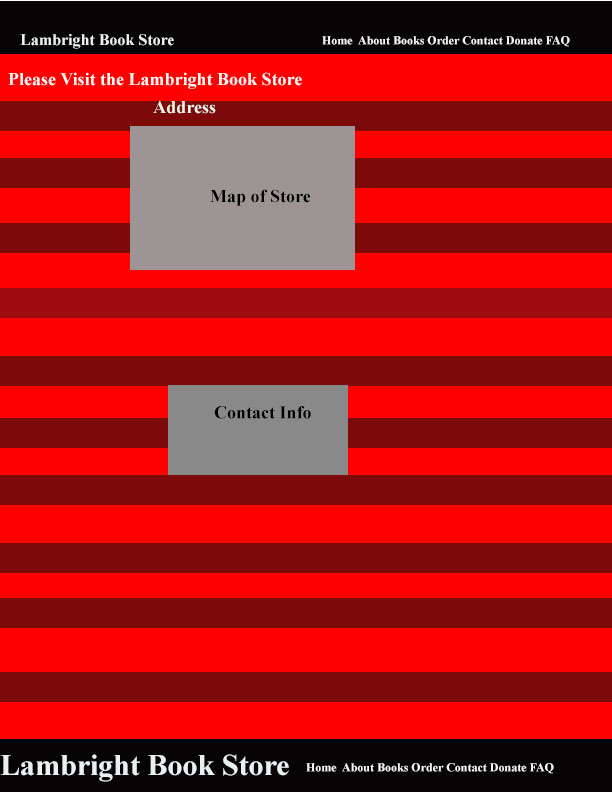 Lambright Book Store
Home About Books Order Contact Donate FAQ
Please Visit the Lambright Book Store
Address
Map of Store
Contact Info
Lambright Book Store
Home About Books Order Contact Donate FAQ